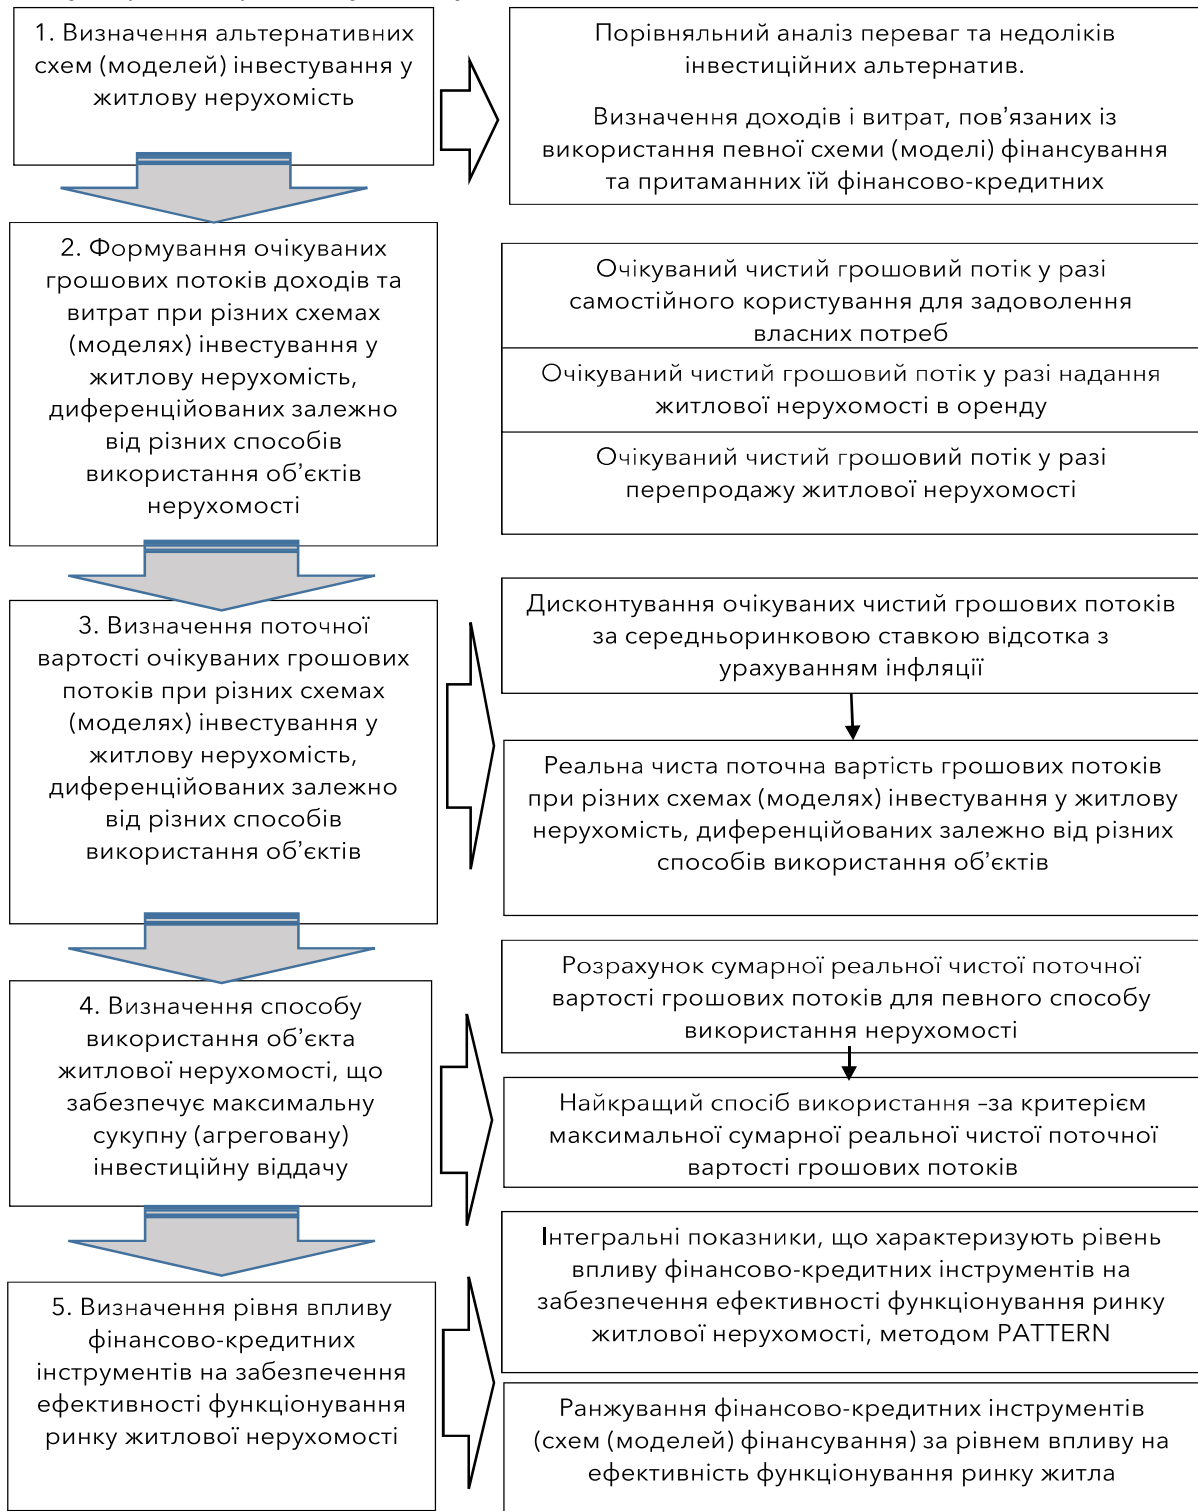 1. Визначення альтернативних
схем (моделей) інвестування у
житлову нерухомість
Порівняльний аналіз переваг та недоліків
інвестиційних альтернатив.
Визначення доходів і витрат, пов’язаних із
використання певної схеми (моделі) фінансування
та притаманних їй фінансово-кредитних
2. Формування очікуваних
грошових потоків доходів та
витрат при різних схемах
(моделях) інвестування у
житлову нерухомість,
диференційованих залежно
від різних способів
використання об’єктів
нерухомості
Очікуваний чистий грошовий потік у разі
самостійного користування для задоволення
власних потреб
Очікуваний чистий грошовий потік у разі надання
житлової нерухомості в оренду
Очікуваний чистий грошовий потік у разі
перепродажу житлової нерухомості
3. Визначення поточної
вартості очікуваних грошових
потоків при різних схемах
(моделях) інвестування у
житлову нерухомість,
диференційованих залежно
від різних способів
використання об’єктів
Дисконтування очікуваних чистий грошових потоків
за середньоринковою ставкою відсотка з
урахуванням інфляції
Реальна чиста поточна вартість грошових потоків
при різних схемах (моделях) інвестування у житлову
нерухомість, диференційованих залежно від різних
способів використання об’єктів
4. Визначення способу
використання об’єкта
житлової нерухомості, що
забезпечує максимальну
сукупну (агреговану)
інвестиційну віддачу
Розрахунок сумарної реальної чистої поточної
вартості грошових потоків для певного способу
використання нерухомості
Найкращий спосіб використання –за критерієм
максимальної сумарної реальної чистої поточної
вартості грошових потоків
5. Визначення рівня впливу
фінансово-кредитних
інструментів на забезпечення
ефективності функціонування
ринку житлової нерухомості
Інтегральні показники, що характеризують рівень
впливу фінансово-кредитних інструментів на
забезпечення ефективності функціонування ринку
житлової нерухомості, методом PATTERN
Ранжування фінансово-кредитних інструментів
(схем (моделей) фінансування) за рівнем впливу на
ефективність функціонування ринку житла